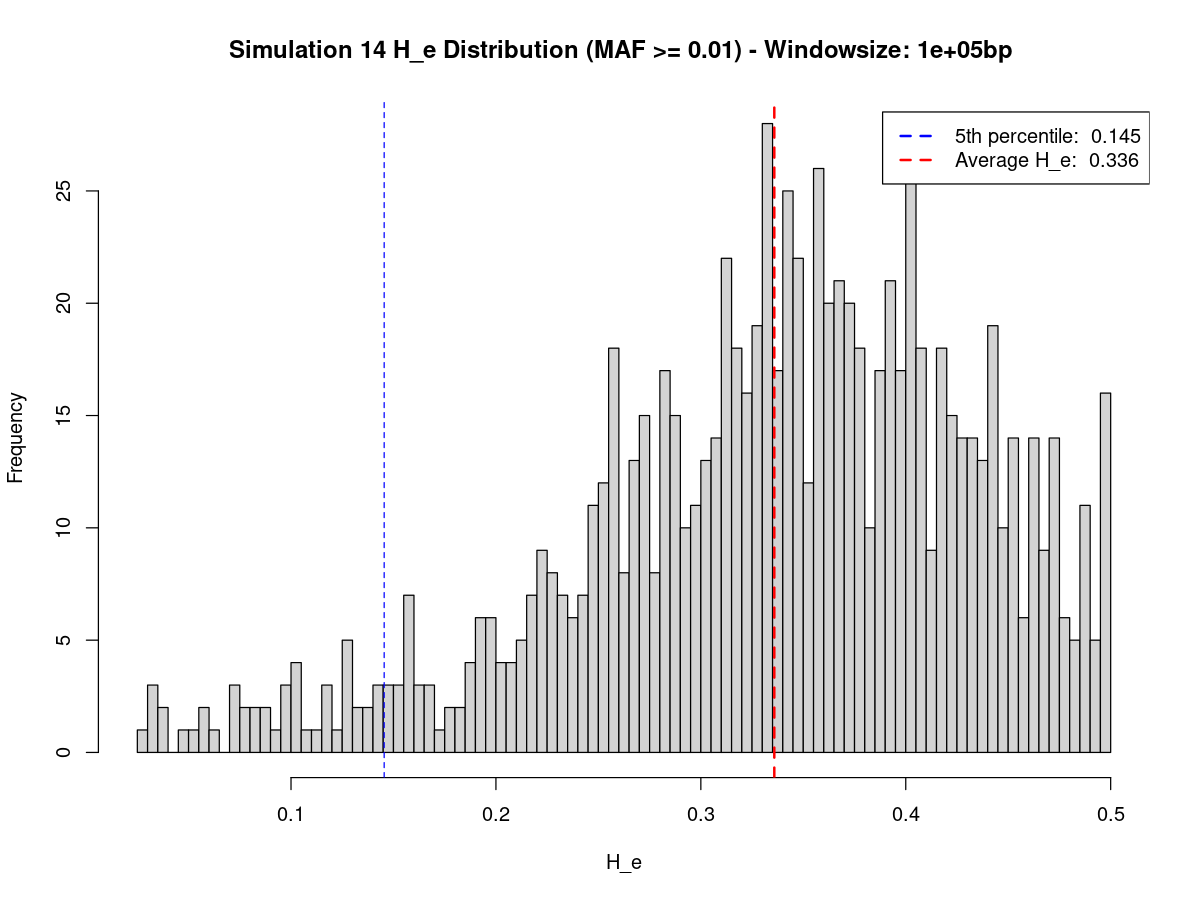 Simulation 14 H_e Distribution (MAF >= 0.01) - Windowsize: 1e+05bp
5th percentile:  0.145
Average H_e:  0.336
Frequency
25
20
15
10
5
0
0.1
0.2
0.3
0.4
0.5
H_e